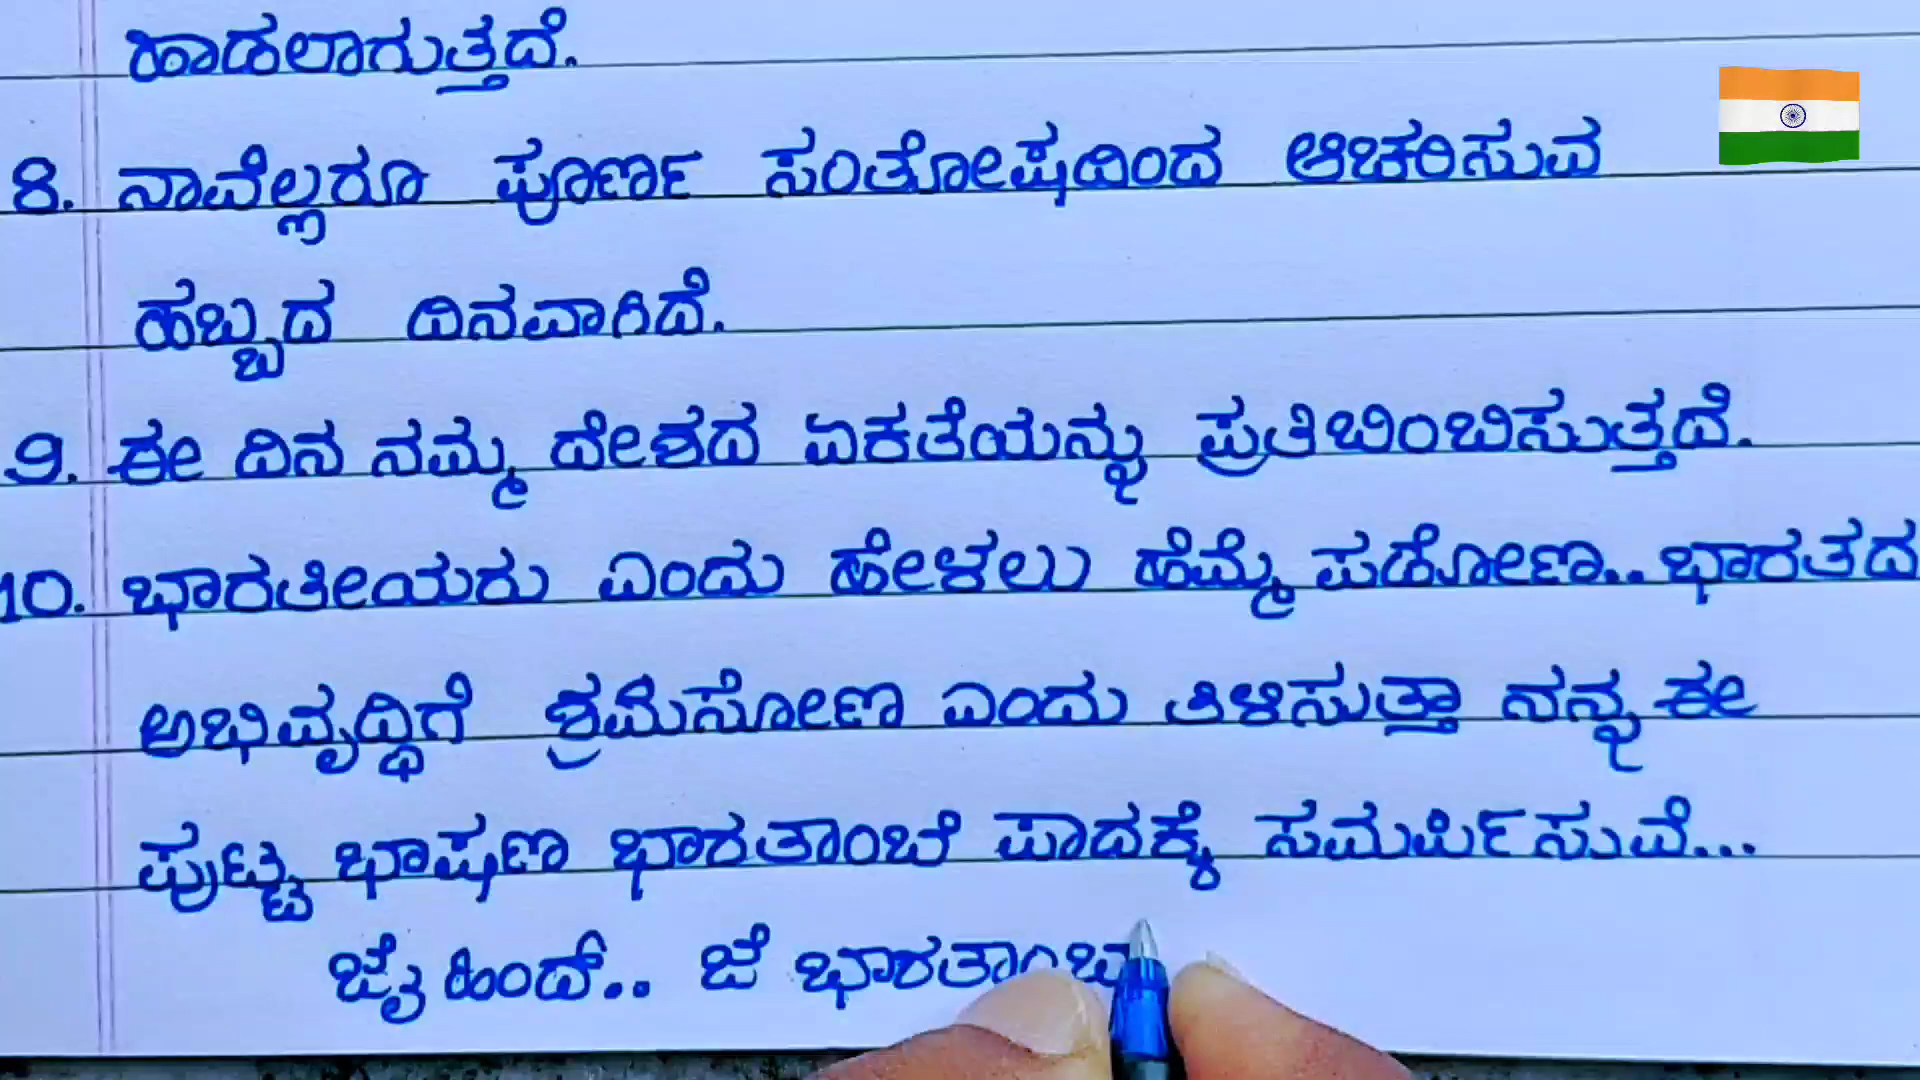 ಹಾಡಲಾಗುತ್ತದೆ.
8. ನಾವೆಲ್ಲರೂ ಪೂರ್ಣ ಸಂತೋಷದಿಂದ ಆಚರಿಸುವ
ಹಬ್ಬದ ದಿನವಾಗಿದೆ.
9. ಈ ದಿನ ನಮ್ಮ ದೇಶದ ಏಕತೆಯನ್ನು ಪ್ರತಿಬಿಂಬಿಸುತ್ತದೆ.
10. ಭಾರತೀಯರು ಎಂದು ಹೇಳಲು ಹೆಮ್ಮೆ ಪಡೋಣ.. ಭಾರತದ
ಅಭಿವೃದ್ಧಿಗೆ ಶ್ರಮಿಸೋಣ ಎಂದು ತಿಳಿಸುತ್ತಾ ನನ್ನ ಈ
ಪುಟ್ಟ ಭಾಷಣ ಭಾರತಾಂಬೆ ಪಾದಕ್ಕೆ ಸಮರ್ಪಿಸುವೆ...
ಜೈ ಹಿಂದ್.. ಜೆ